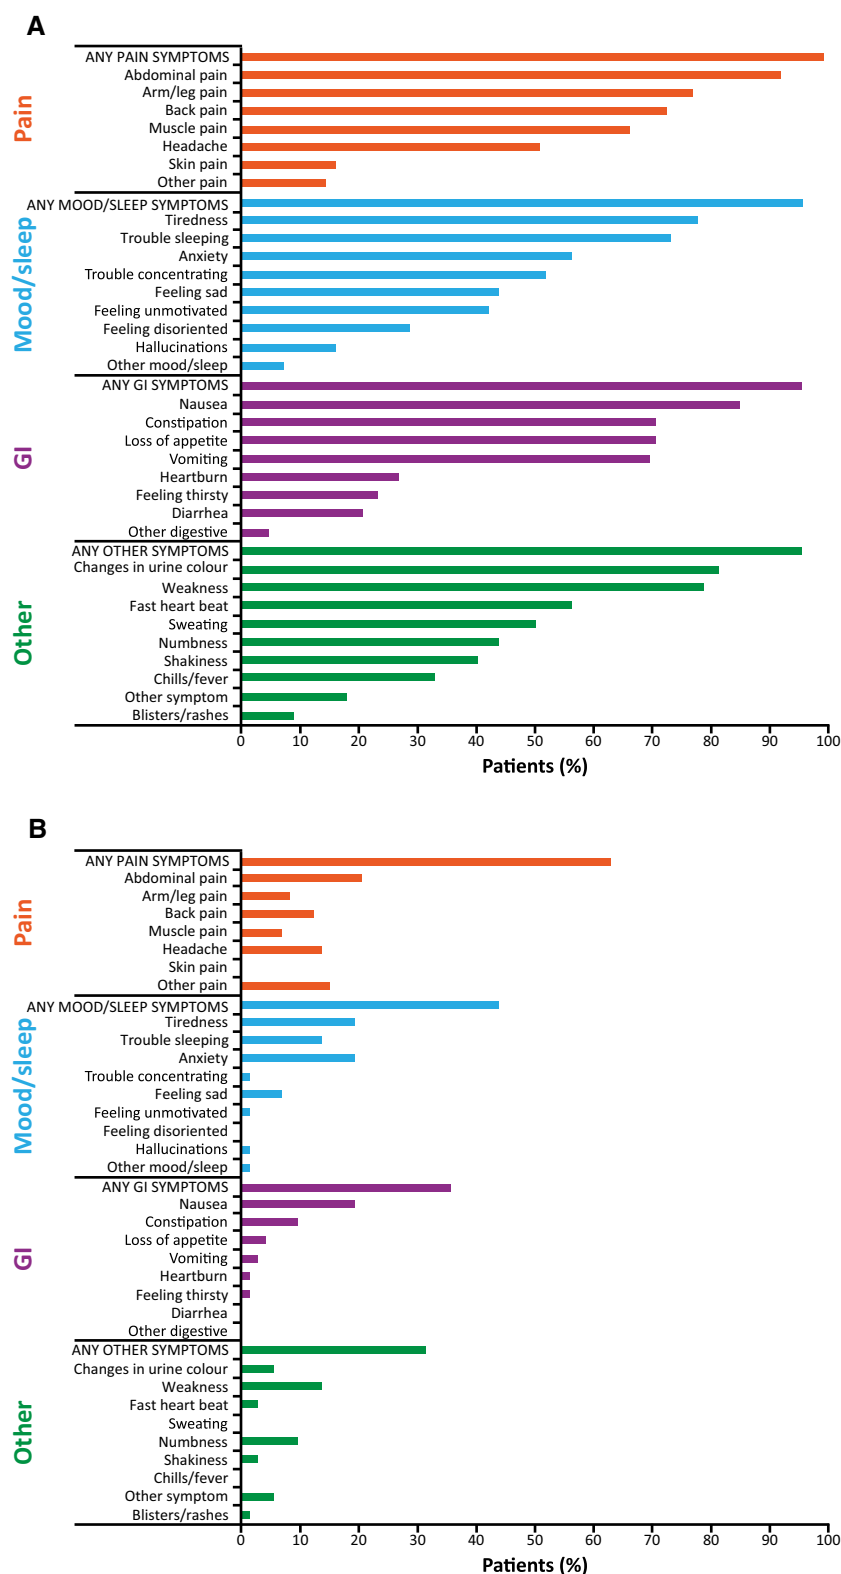 A
Pain
ANY PAIN SYMPTOMS
Abdominal pain
Arm/leg pain
Back pain
Muscle pain
Headache
Skin pain
Other pain
Mood/sleep
ANY MOOD/SLEEP SYMPTOMS
Tiredness
Trouble sleeping
Anxiety
Trouble concentrating
Feeling sad
Feeling unmotivated
Feeling disoriented
Hallucinations
Other mood/sleep
GI
ANY GI SYMPTOMS
Nausea
Constipation
Loss of appetite
Vomiting
Heartburn
Feeling thirsty
Diarrhea
Other digestive
Other
ANY OTHER SYMPTOMS
Changes in urine colour
Weakness
Fast heart beat
Sweating
Numbness
Shakiness
Chills/fever
Other symptom
Blisters/rashes
0 10 20 30 40 50 60 70 80 90 100
Patients (%)
B
Pain
ANY PAIN SYMPTOMS
Abdominal pain
Arm/leg pain
Back pain
Muscle pain
Headache
Skin pain
Other pain
Mood/sleep
ANY MOOD/SLEEP SYMPTOMS
Tiredness
Trouble sleeping
Anxiety
Trouble concentrating
Feeling sad
Feeling unmotivated
Feeling disoriented
Hallucinations
Other mood/sleep
GI
ANY GI SYMPTOMS
Nausea
Constipation
Loss of appetite
Vomiting
Heartburn
Feeling thirsty
Diarrhea
Other digestive
Other
ANY OTHER SYMPTOMS
Changes in urine colour
Weakness
Fast heart beat
Sweating
Numbness
Shakiness
Chills/fever
Other symptom
Blisters/rashes
0 10 20 30 40 50 60 70 80 90 100
Patients (%)